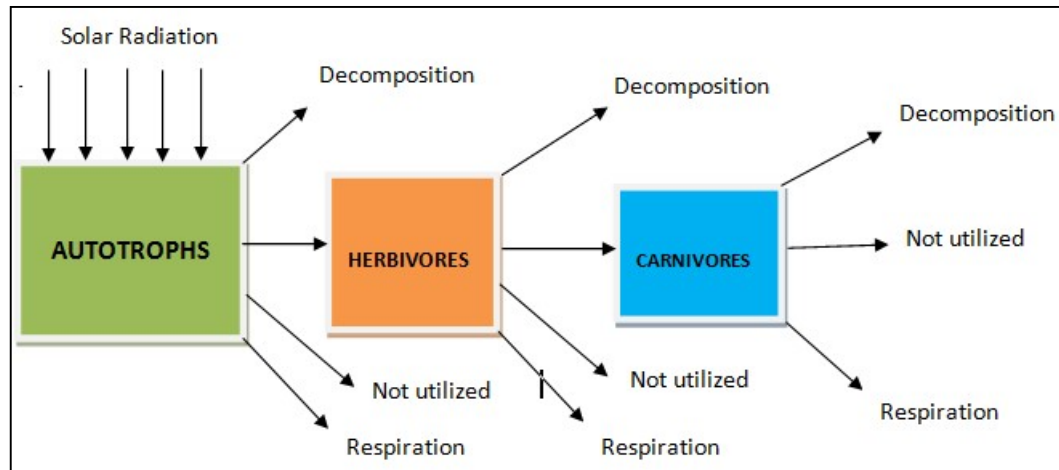 Solar Radiation
Decomposition
Decomposition
Decomposition
AUTOTROPHS
HERBIVORES
CARNIVORES
Not utilized
Not utilized
Not utilized
Respiration
Respiration
Respiration